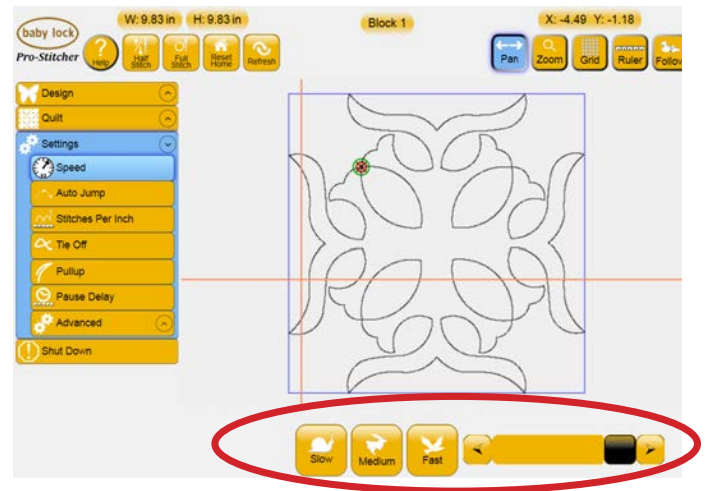 W: 9.83 in H: 9.83 in Block 1 X: -4.49 Y: -1.18
baby lock
Pro-Stitcher
Help
Half Stitch
Full Stitch
Reset Home
Refresh
Pan
Zoom
Grid
Ruler
Follow
Design
Quilt
Settings
Speed
Auto Jump
Stitches Per Inch
Tie Off
Pullup
Pause Delay
Advanced
Shut Down
Slow
Medium
Fast